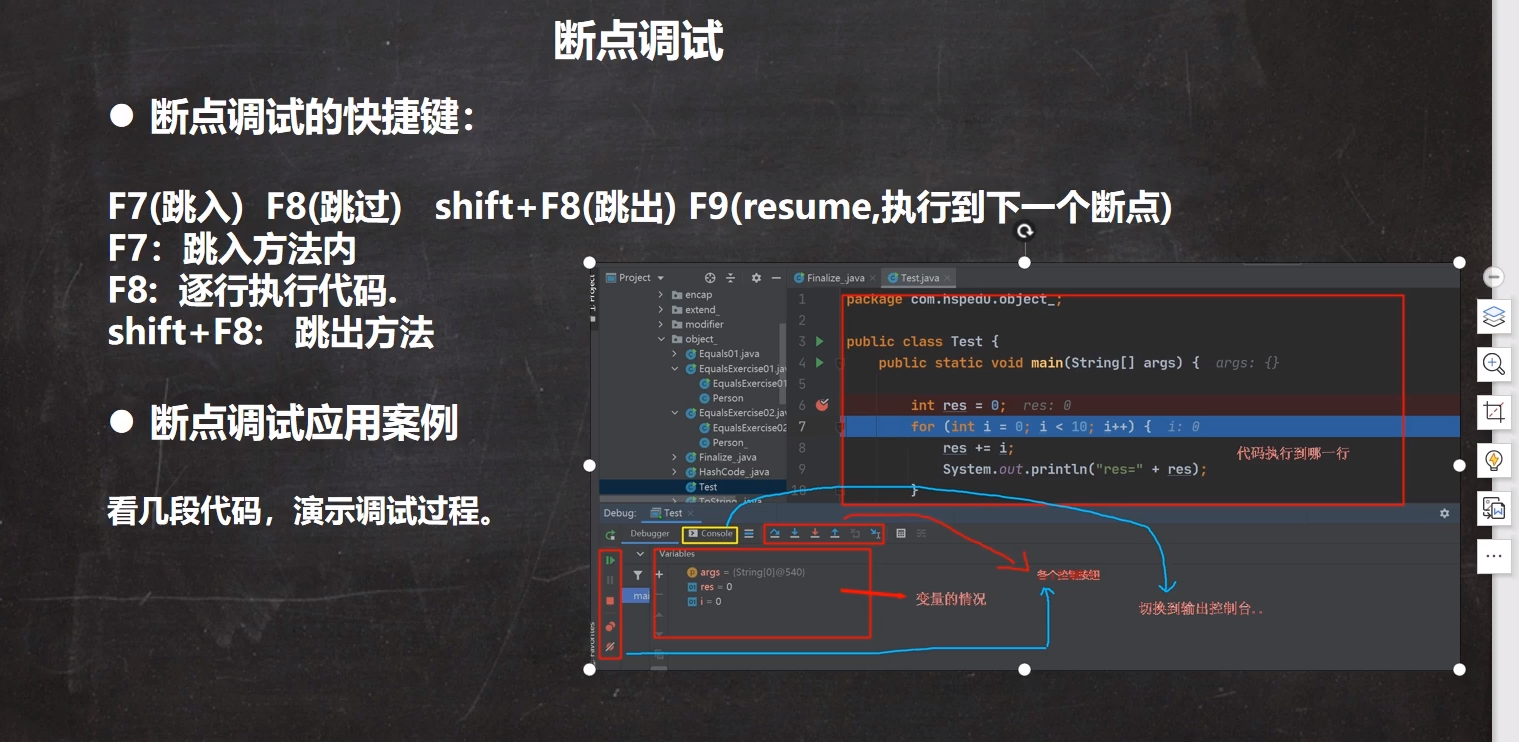 断点调试
● 断点调试的快捷键：
F7(跳入) F8(跳过) shift+F8(跳出) F9(resume,执行到下一个断点)
F7：跳入方法内
F8: 逐行执行代码.
shift+F8: 跳出方法
● 断点调试应用案例
看几段代码，演示调试过程。
Project
encap
extend_
modifier
object_
Equals01.java
EqualsExercise01.jav
EqualsExercise01
Person
EqualsExercise02.jav
EqualsExercise02
Person_
Finalize_.java
HashCode_.java
Test
ToString_.java
Finalize_.java × Test.java ×
1 package com.hspedu.object_;
2
3 public class Test {
4 public static void main(String[] args) { args: {}
5
6 int res = 0; res: 0
7 for (int i = 0; i < 10; i++) { i: 0
8 res += i;
9 System.out.println("res=" + res);
10 }
代码执行到哪一行
Debug: Test ×
Debugger Console
Variables
args = {String[0]@540}
res = 0
i = 0
mai
变量的情况
各个控制按钮
切换到输出控制台..